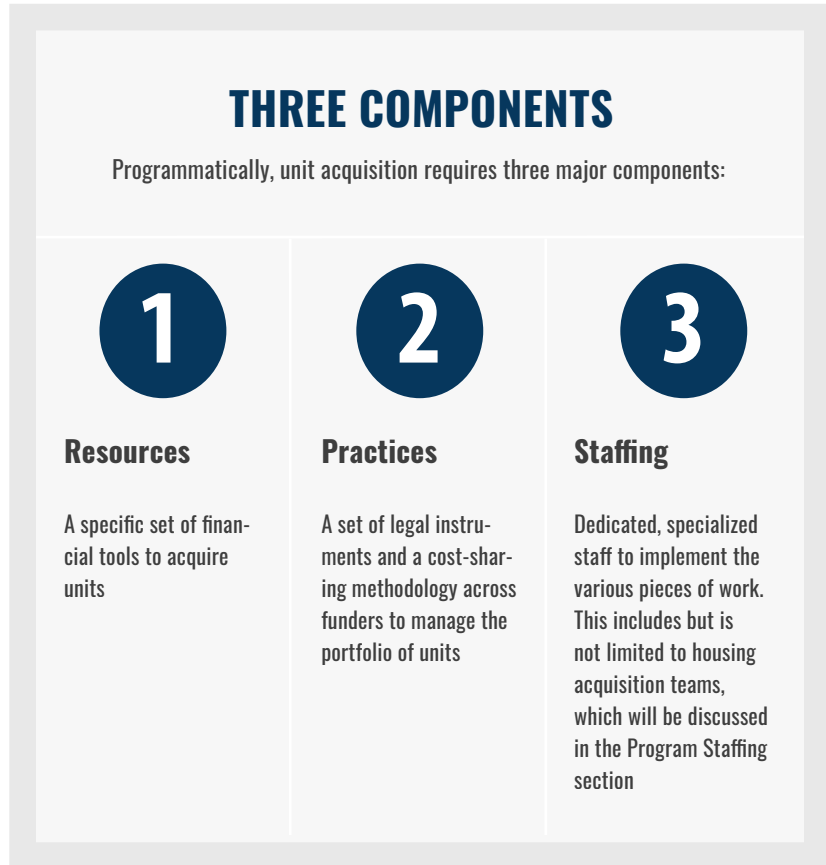 THREE COMPONENTS
Programmatically, unit acquisition requires three major components:
1
Resources
A specific set of finan-
cial tools to acquire
units
2
Practices
A set of legal instru-
ments and a cost-shar-
ing methodology across
funders to manage the
portfolio of units
3
Staffing
Dedicated, specialized
staff to implement the
various pieces of work.
This includes but is
not limited to housing
acquisition teams,
which will be discussed
in the Program Staffing
section